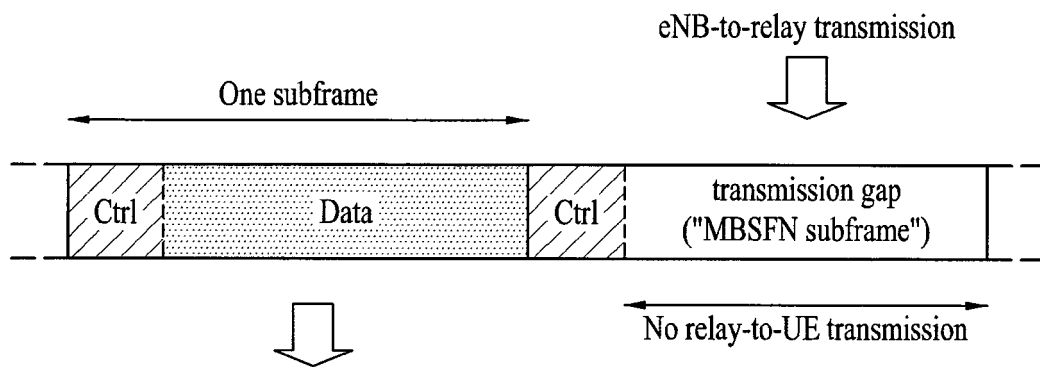 eNB-to-relay transmission
One subframe
Ctrl
Data
Ctrl
transmission gap
("MBSFN subframe")
No relay-to-UE transmission